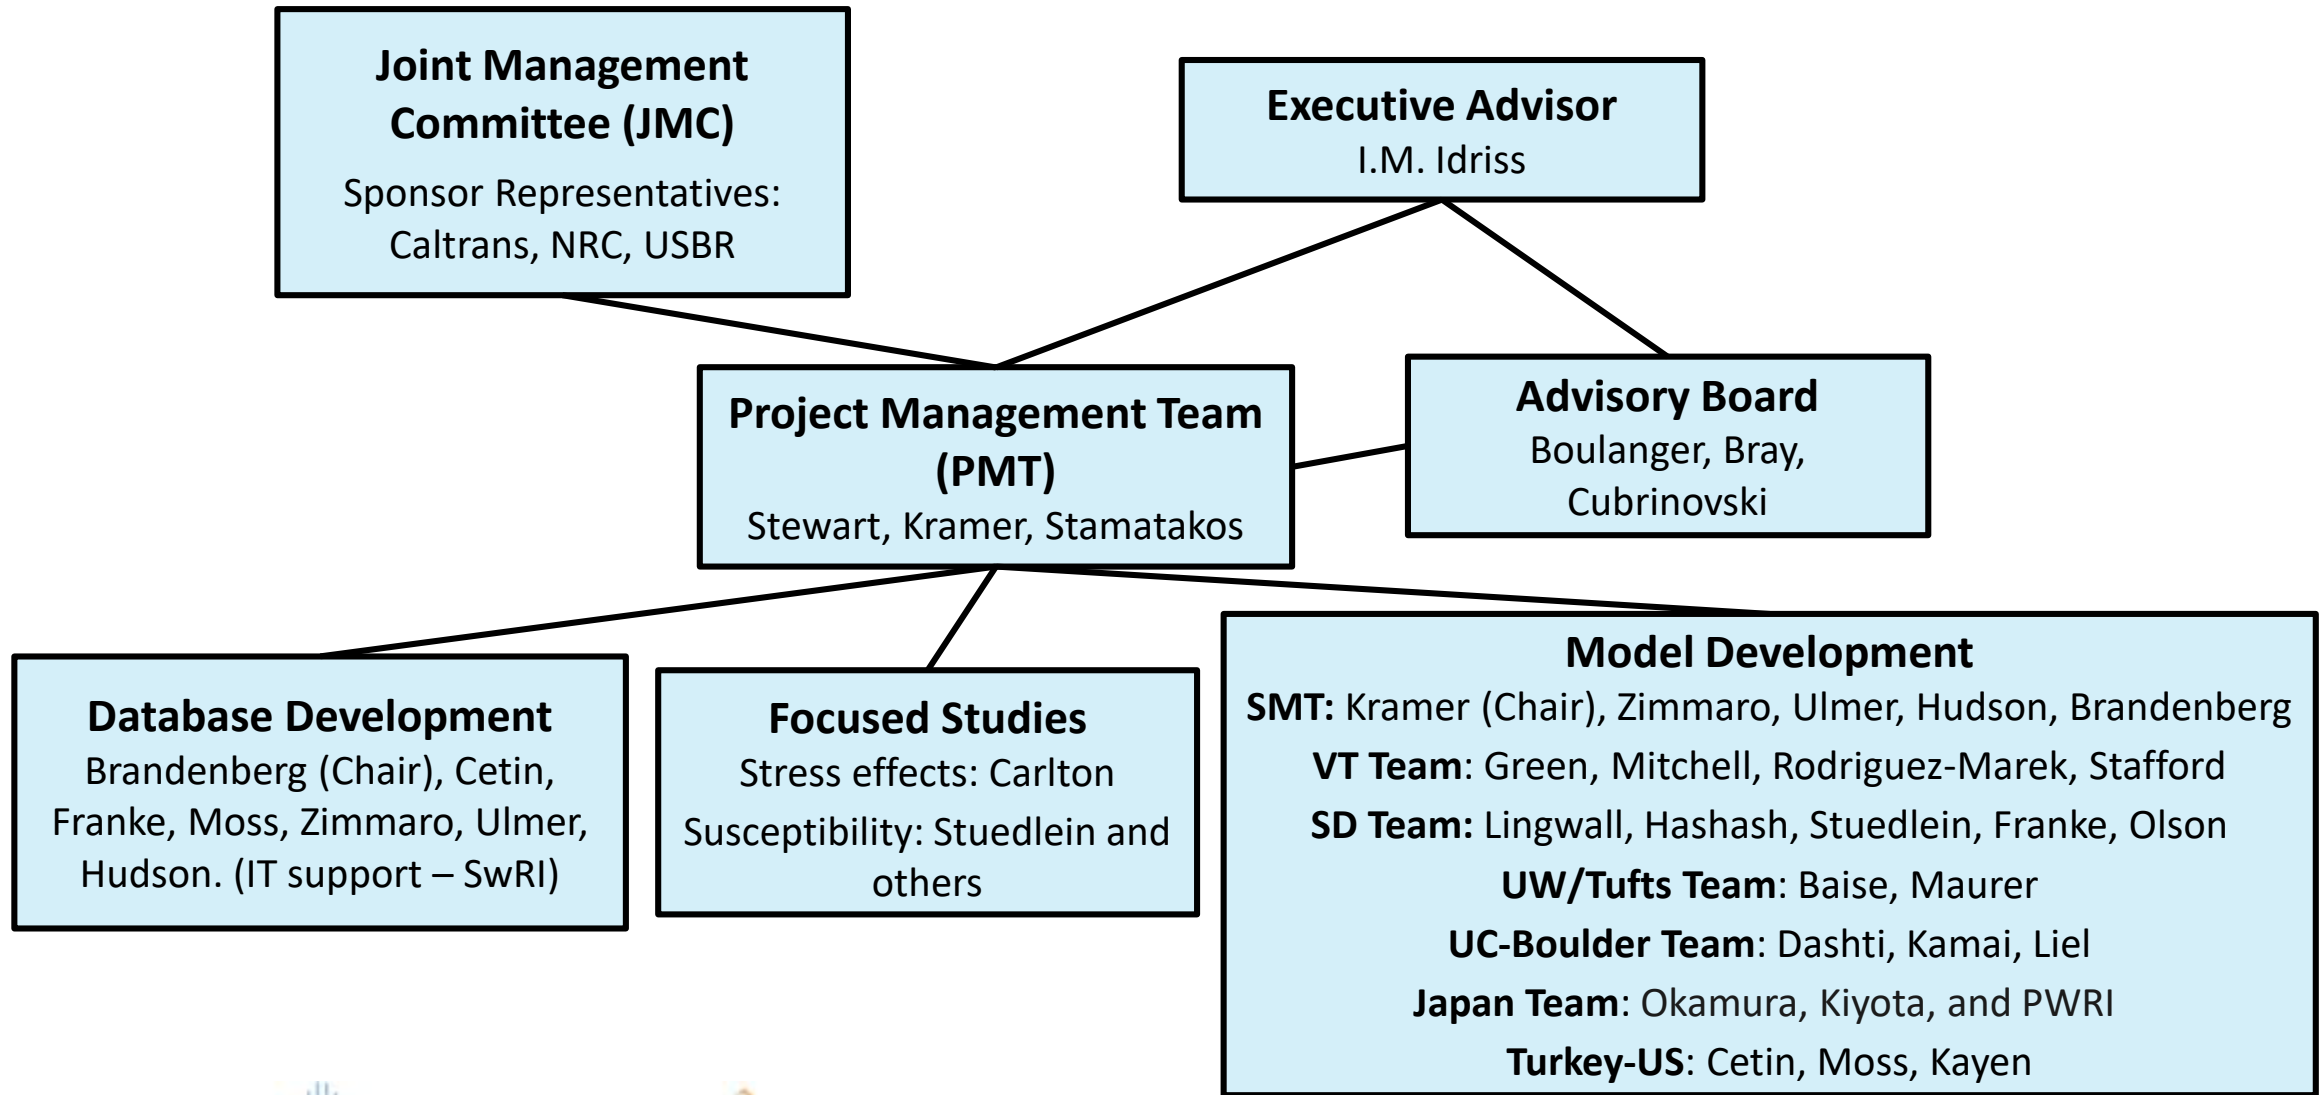 Joint Management
Committee (JMC)
Sponsor Representatives:
Caltrans, NRC, USBR
Executive Advisor
I.M. Idriss
Project Management Team
(PMT)
Stewart, Kramer, Stamatakos
Advisory Board
Boulanger, Bray,
Cubrinovski
Database Development
Brandenberg (Chair), Cetin,
Franke, Moss, Zimmaro, Ulmer,
Hudson. (IT support – SwRI)
Focused Studies
Stress effects: Carlton
Susceptibility: Stuedlein and
others
Model Development
SMT: Kramer (Chair), Zimmaro, Ulmer, Hudson, Brandenberg
VT Team: Green, Mitchell, Rodriguez-Marek, Stafford
SD Team: Lingwall, Hashash, Stuedlein, Franke, Olson
UW/Tufts Team: Baise, Maurer
UC-Boulder Team: Dashti, Kamai, Liel
Japan Team: Okamura, Kiyota, and PWRI
Turkey-US: Cetin, Moss, Kayen